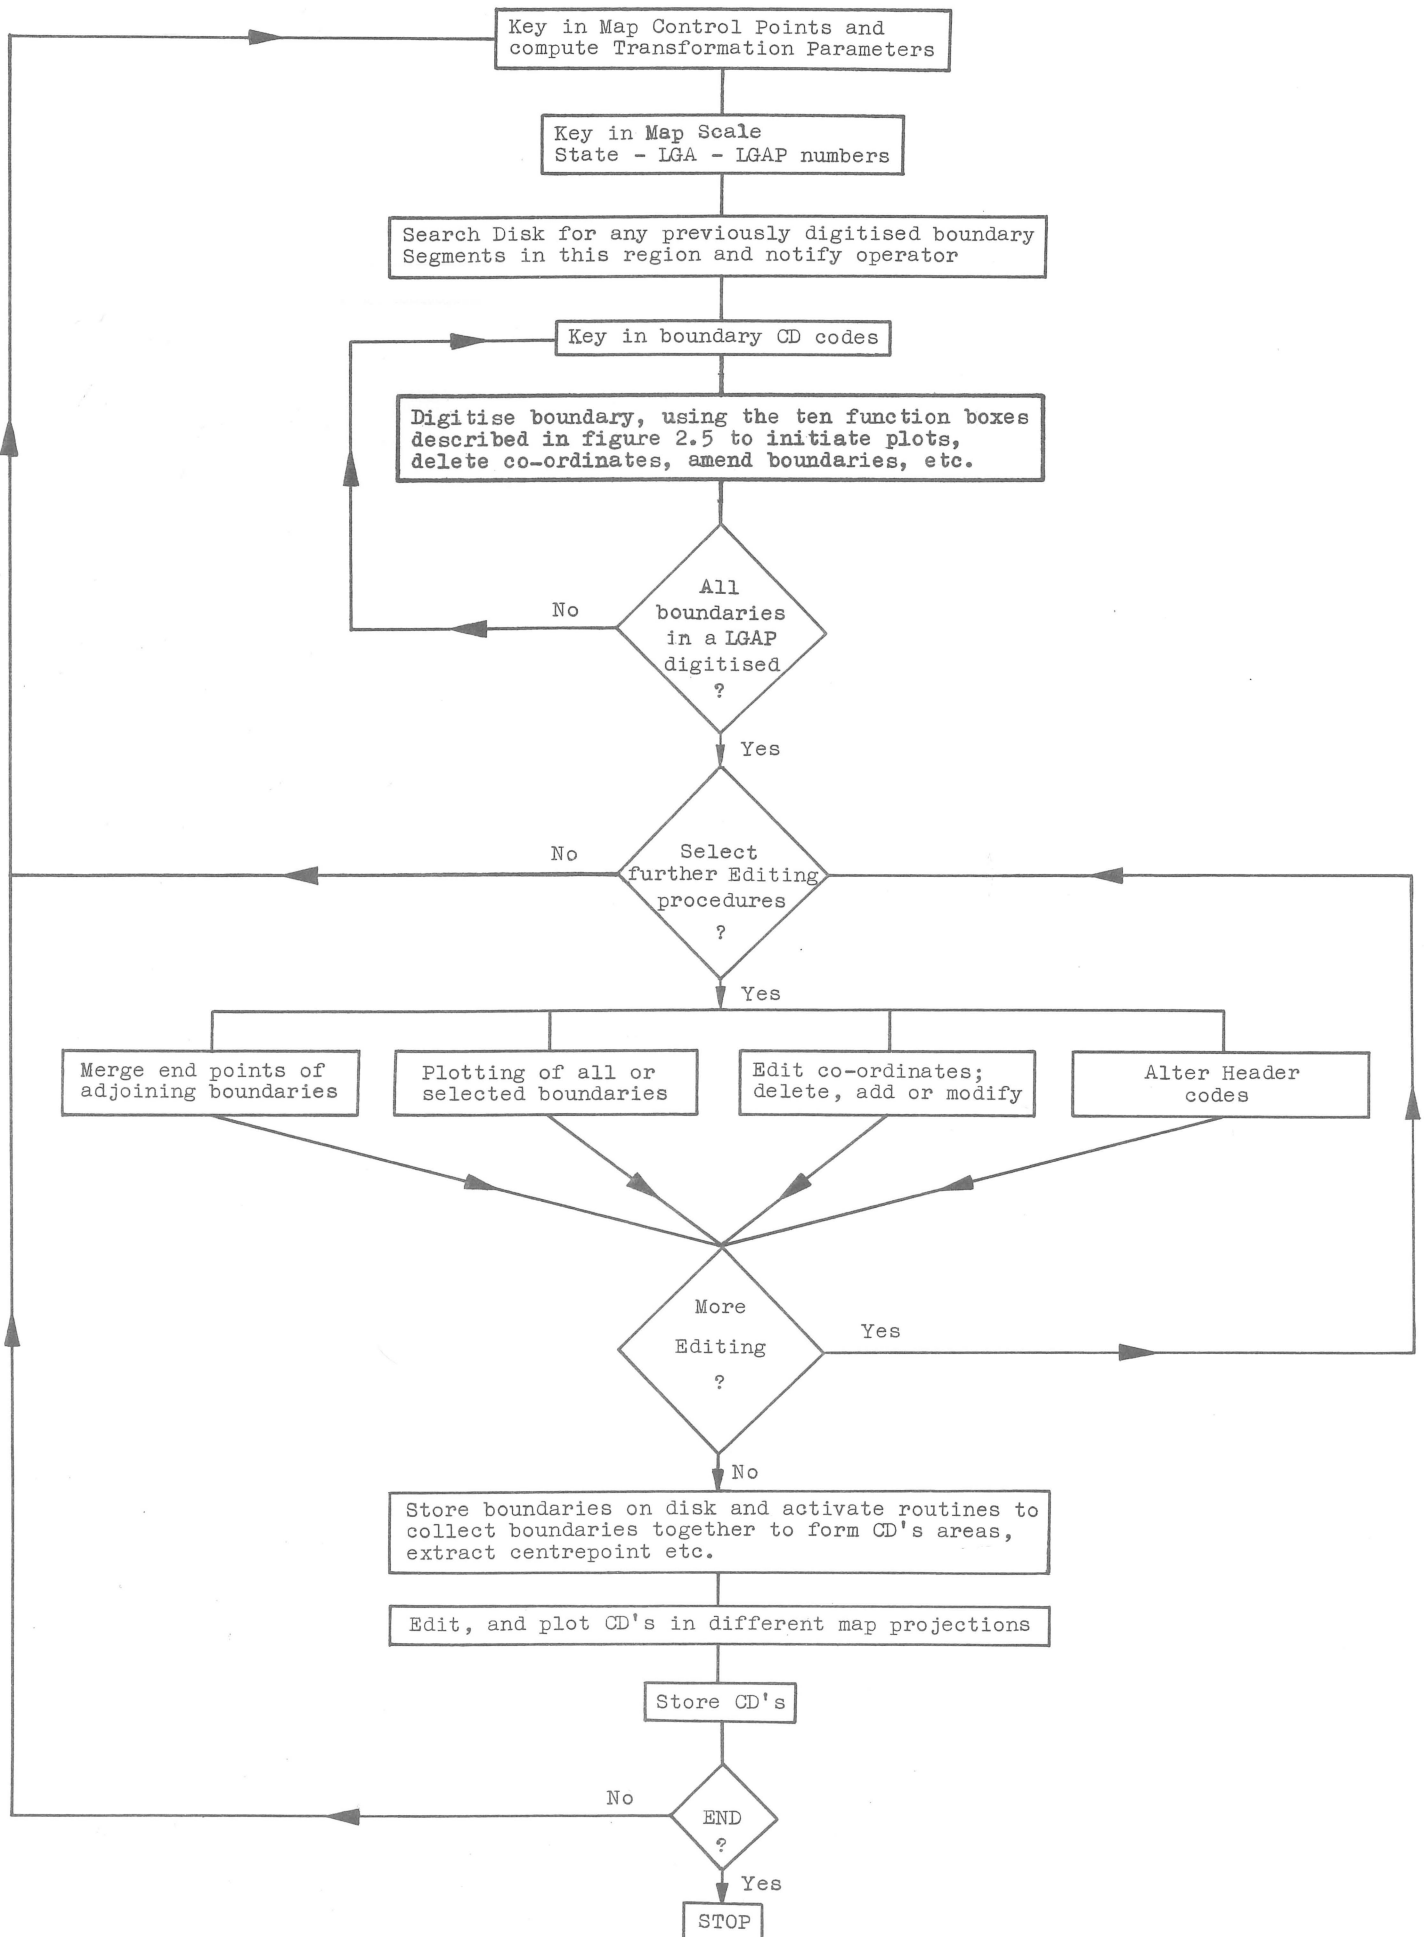 Key in Map Control Points and
compute Transformation Parameters
Key in Map Scale
State - LGA - LGAP numbers
Search Disk for any previously digitised boundary
Segments in this region and notify operator
Key in boundary CD codes
Digitise boundary, using the ten function boxes
described in figure 2.5 to initiate plots,
delete co-ordinates, amend boundaries, etc.
All
boundaries
in a LGAP
digitised
?
No
Yes
Select
further Editing
procedures
?
No
Yes
Merge end points of
adjoining boundaries
Plotting of all or
selected boundaries
Edit co-ordinates;
delete, add or modify
Alter Header
codes
More
Editing
?
Yes
No
Store boundaries on disk and activate routines to
collect boundaries together to form CD's areas,
extract centrepoint etc.
Edit, and plot CD's in different map projections
Store CD's
No
END
?
Yes
STOP